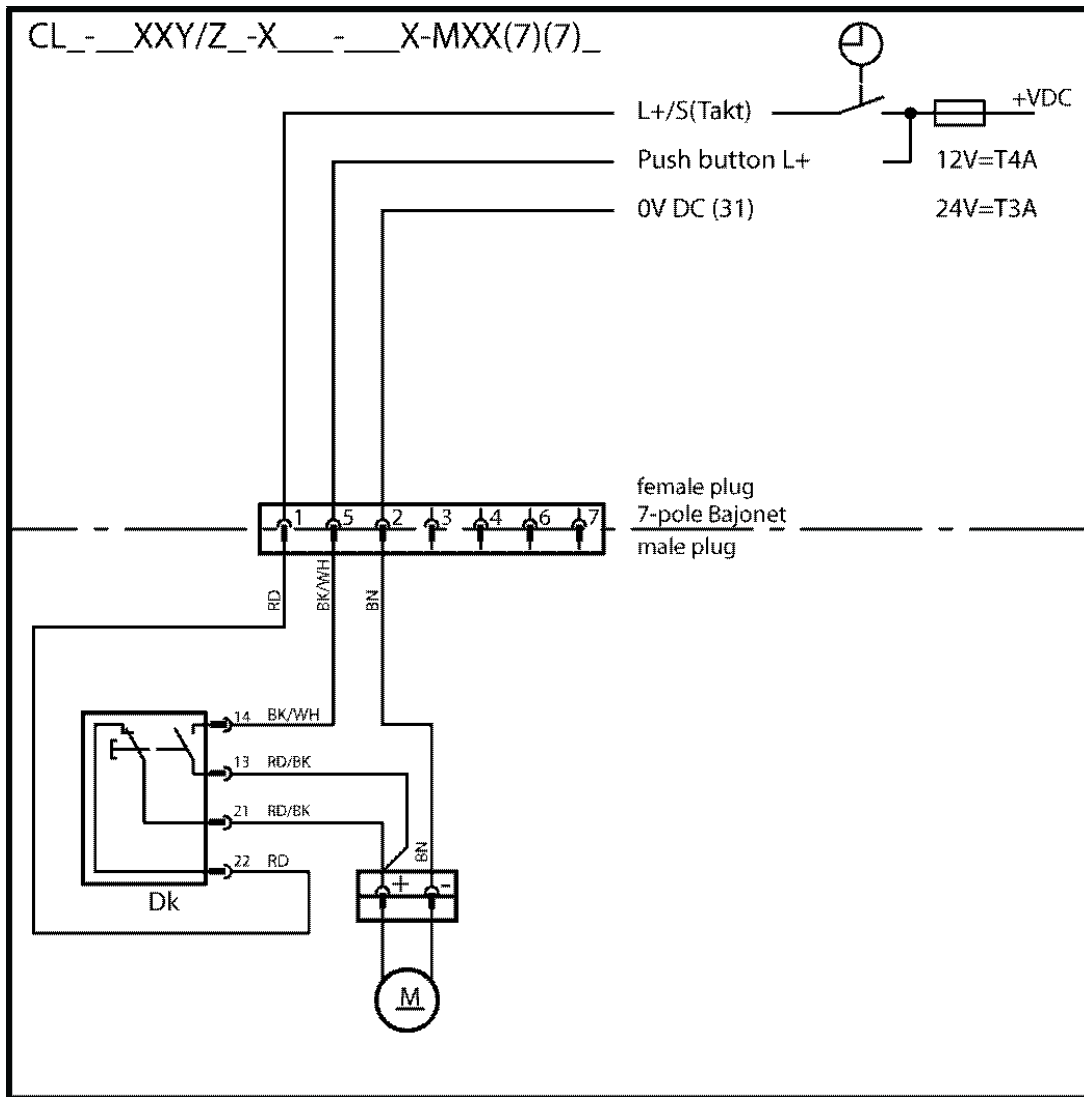 CL_-__XXY/Z_-X___-___X-MXX(7)(7)_
+VDC
L+/S(Takt)
Push button L+
12V=T4A
0V DC (31)
24V=T3A
female plug
1 5 2 3 4 6 7
7-pole Bajonet
male plug
RD
BK/WH
BN
14 BK/WH
13 RD/BK
21 RD/BK
22 RD
BN
+ -
Dk
M